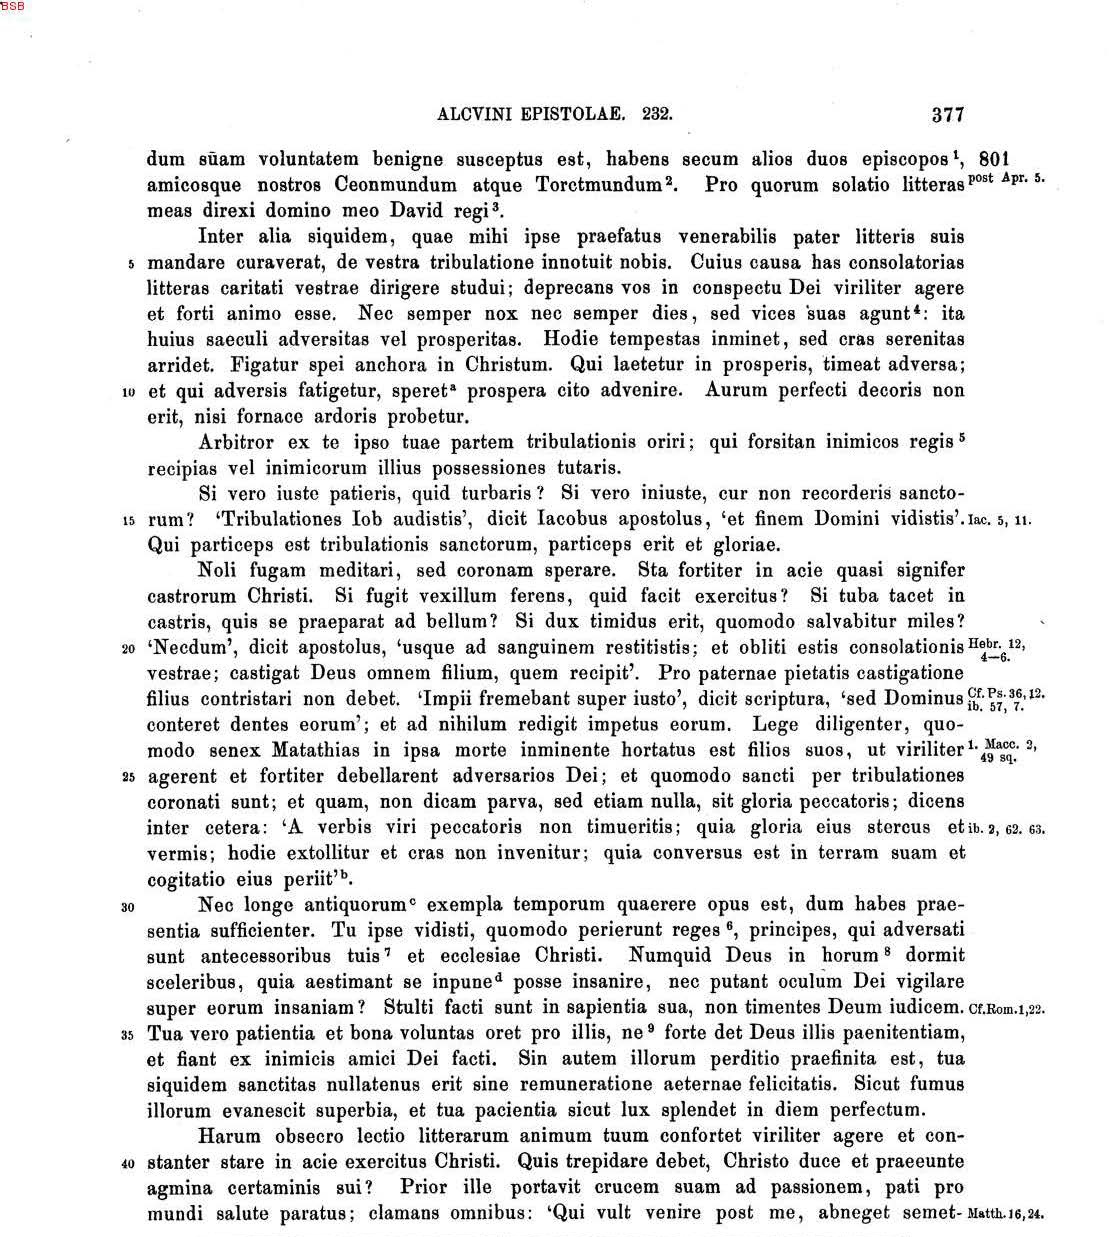 BSB
ALCVINI EPISTOLAE. 232. 377
dum sūam voluntatem benigne susceptus est, habens secum alios duos episcopos¹, 801
amicosque nostros Ceonmundum atque Torctmundum². Pro quorum solatio litteras post Apr. 5.
meas direxi domino meo David regi³.
Inter alia siquidem, quae mihi ipse praefatus venerabilis pater litteris suis
5 mandare curaverat, de vestra tribulatione innotuit nobis. Cuius causa has consolatorias
litteras caritati vestrae dirigere studui; deprecans vos in conspectu Dei viriliter agere
et forti animo esse. Nec semper nox nec semper dies, sed vices suas agunt⁴: ita
huius saeculi adversitas vel prosperitas. Hodie tempestas inminet, sed cras serenitas
arridet. Figatur spei anchora in Christum. Qui laetetur in prosperis, timeat adversa;
10 et qui adversis fatigetur, speretᵃ prospera cito advenire. Aurum perfecti decoris non
erit, nisi fornace ardoris probetur.
Arbitror ex te ipso tuae partem tribulationis oriri; qui forsitan inimicos regis⁵
recipias vel inimicorum illius possessiones tutaris.
Si vero iuste patieris, quid turbaris? Si vero iniuste, cur non recorderis sancto-
15 rum? ‘Tribulationes Iob audistis’, dicit Iacobus apostolus, ‘et finem Domini vidistis’. Iac. 5, 11.
Qui particeps est tribulationis sanctorum, particeps erit et gloriae.
Noli fugam meditari, sed coronam sperare. Sta fortiter in acie quasi signifer
castrorum Christi. Si fugit vexillum ferens, quid facit exercitus? Si tuba tacet in
castris, quis se praeparat ad bellum? Si dux timidus erit, quomodo salvabitur miles?
20 ‘Necdum’, dicit apostolus, ‘usque ad sanguinem restitistis; et obliti estis consolationis Hebr. 12, 4—6.
vestrae; castigat Deus omnem filium, quem recipit’. Pro paternae pietatis castigatione
filius contristari non debet. ‘Impii fremebant super iusto’, dicit scriptura, ‘sed Dominus Cf. Ps. 36, 12. ib. 57, 7.
conteret dentes eorum’; et ad nihilum redigit impetus eorum. Lege diligenter, quo-
modo senex Matathias in ipsa morte inminente hortatus est filios suos, ut viriliter 1. Macc. 2, 49 sq.
25 agerent et fortiter debellarent adversarios Dei; et quomodo sancti per tribulationes
coronati sunt; et quam, non dicam parva, sed etiam nulla, sit gloria peccatoris; dicens
inter cetera: ‘A verbis viri peccatoris non timueritis; quia gloria eius stercus et ib. 2, 62. 63.
vermis; hodie extollitur et cras non invenitur; quia conversus est in terram suam et
cogitatio eius periit’ᵇ.
30 Nec longe antiquorumᶜ exempla temporum quaerere opus est, dum habes prae-
sentia sufficienter. Tu ipse vidisti, quomodo perierunt reges⁶, principes, qui adversati
sunt antecessoribus tuis⁷ et ecclesiae Christi. Numquid Deus in horum⁸ dormit
sceleribus, quia aestimant se inpuneᵈ posse insanire, nec putant oculum Dei vigilare
super eorum insaniam? Stulti facti sunt in sapientia sua, non timentes Deum iudicem. Cf. Rom. 1, 22.
35 Tua vero patientia et bona voluntas oret pro illis, ne⁹ forte det Deus illis paenitentiam,
et fiant ex inimicis amici Dei facti. Sin autem illorum perditio praefinita est, tua
siquidem sanctitas nullatenus erit sine remuneratione aeternae felicitatis. Sicut fumus
illorum evanescit superbia, et tua pacientia sicut lux splendet in diem perfectum.
Harum obsecro lectio litterarum animum tuum confortet viriliter agere et con-
40 stanter stare in acie exercitus Christi. Quis trepidare debet, Christo duce et praeeunte
agmina certaminis sui? Prior ille portavit crucem suam ad passionem, pati pro
mundi salute paratus; clamans omnibus: ‘Qui vult venire post me, abneget semet- Matth. 16, 24.